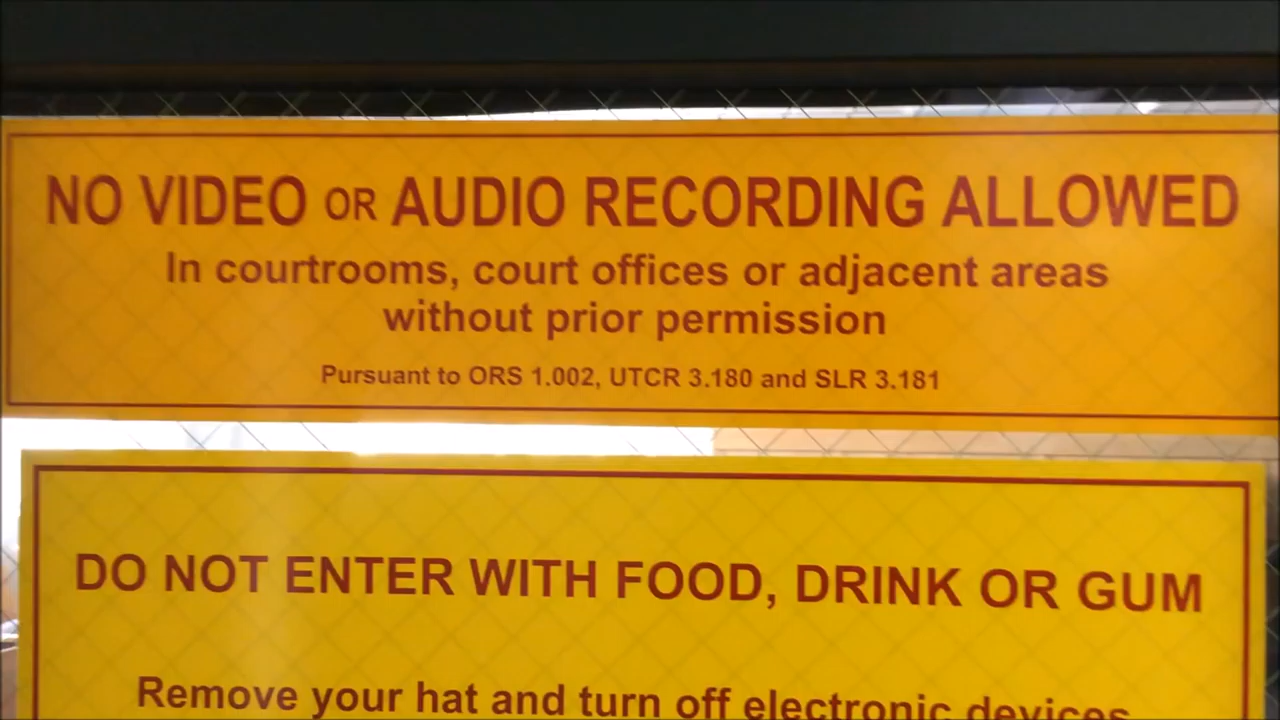 NO VIDEO OR AUDIO RECORDING ALLOWED
In courtrooms, court offices or adjacent areas
without prior permission
Pursuant to ORS 1.002, UTCR 3.180 and SLR 3.181
DO NOT ENTER WITH FOOD, DRINK OR GUM
Remove your hat and turn off electronic devices